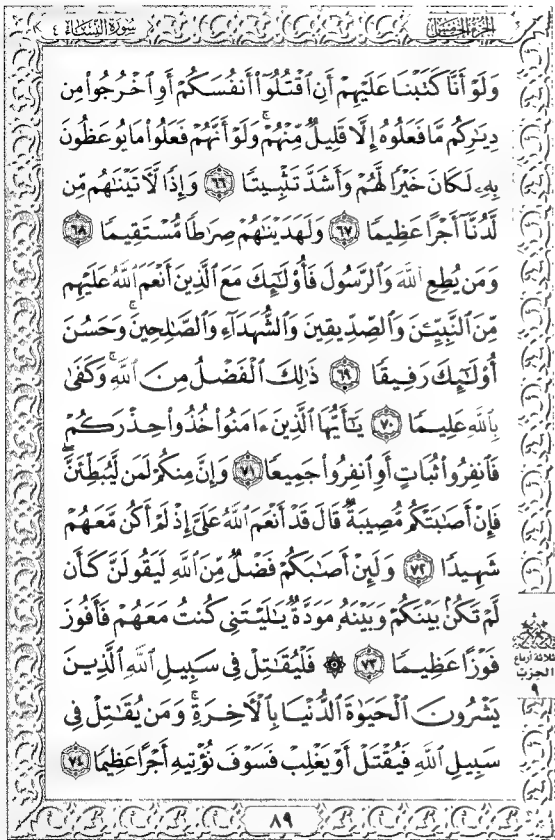 سورة النساء ٤
الجزء الخامس
وَلَوۡ أَنَّا كَتَبۡنَا عَلَيۡهِمۡ أَنِ ٱقۡتُلُوٓاْ أَنفُسَكُمۡ أَوِ ٱخۡرُجُواْ مِن
دِيَٰرِكُم مَّا فَعَلُوهُ إِلَّا قَلِيلٞ مِّنۡهُمۡۖ وَلَوۡ أَنَّهُمۡ فَعَلُواْ مَا يُوعَظُونَ
بِهِۦ لَكَانَ خَيۡرٗا لَّهُمۡ وَأَشَدَّ تَثۡبِيتٗا ٦٦ وَإِذٗا لَّأٓتَيۡنَٰهُم مِّن
لَّدُنَّآ أَجۡرًا عَظِيمٗا ٦٧ وَلَهَدَيۡنَٰهُمۡ صِرَٰطٗا مُّسۡتَقِيمٗا ٦٨
وَمَن يُطِعِ ٱللَّهَ وَٱلرَّسُولَ فَأُوْلَٰٓئِكَ مَعَ ٱلَّذِينَ أَنۡعَمَ ٱللَّهُ عَلَيۡهِم
مِّنَ ٱلنَّبِيِّـۧنَ وَٱلصِّدِّيقِينَ وَٱلشُّهَدَآءِ وَٱلصَّٰلِحِينَۚ وَحَسُنَ
أُوْلَٰٓئِكَ رَفِيقٗا ٦٩ ذَٰلِكَ ٱلۡفَضۡلُ مِنَ ٱللَّهِۚ وَكَفَىٰ
بِٱللَّهِ عَلِيمٗا ٧٠ يَٰٓأَيُّهَا ٱلَّذِينَ ءَامَنُواْ خُذُواْ حِذۡرَكُمۡ
فَٱنفِرُواْ ثُبَاتٍ أَوِ ٱنفِرُواْ جَمِيعٗا ٧١ وَإِنَّ مِنكُمۡ لَمَن لَّيُبَطِّئَنَّۖ
فَإِنۡ أَصَٰبَتۡكُم مُّصِيبَةٞ قَالَ قَدۡ أَنۡعَمَ ٱللَّهُ عَلَيَّ إِذۡ لَمۡ أَكُن مَّعَهُمۡ
شَهِيدٗا ٧٢ وَلَئِنۡ أَصَٰبَكُمۡ فَضۡلٞ مِّنَ ٱللَّهِ لَيَقُولَنَّ كَأَن
لَّمۡ تَكُنۢ بَيۡنَكُمۡ وَبَيۡنَهُۥ مَوَدَّةٞ يَٰلَيۡتَنِي كُنتُ مَعَهُمۡ فَأَفُوزَ
فَوۡزًا عَظِيمٗا ٧٣ ۞ فَلۡيُقَٰتِلۡ فِي سَبِيلِ ٱللَّهِ ٱلَّذِينَ
يَشۡرُونَ ٱلۡحَيَوٰةَ ٱلدُّنۡيَا بِٱلۡأٓخِرَةِۚ وَمَن يُقَٰتِلۡ فِي
سَبِيلِ ٱللَّهِ فَيُقۡتَلۡ أَوۡ يَغۡلِبۡ فَسَوۡفَ نُؤۡتِيهِ أَجۡرًا عَظِيمٗا ٧٤
ثلاثة أرباع
الحزب
٩
٨٩